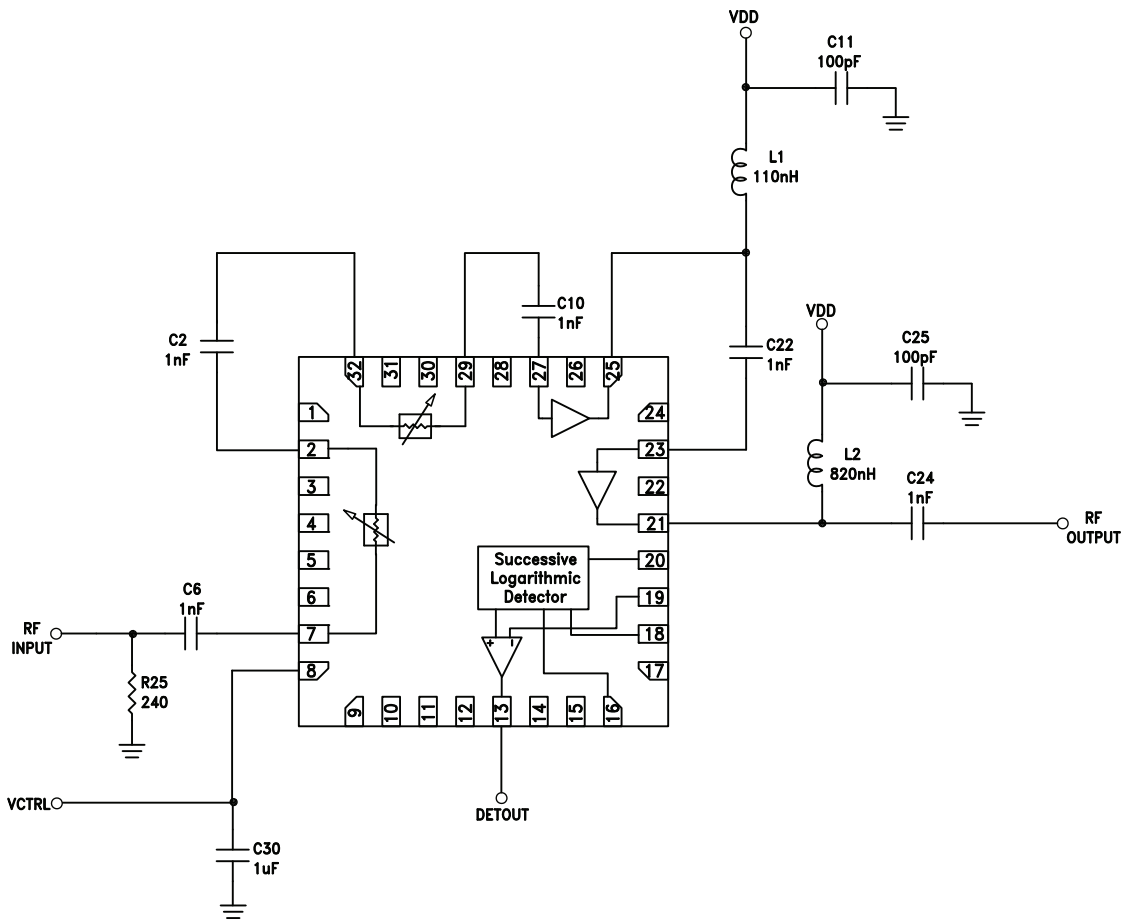 VDD
C11
100pF
L1
110nH
C10
1nF
C2
1nF
C22
1nF
VDD
C25
100pF
L2
820nH
C24
1nF
RF
OUTPUT
32
31
30
29
28
27
26
25
1
2
3
4
5
6
7
8
24
23
22
21
20
19
18
17
Successive
Logarithmic
Detector
+ -
9
10
11
12
13
14
15
16
C6
1nF
RF
INPUT
R25
240
VCTRL
DETOUT
C30
1uF